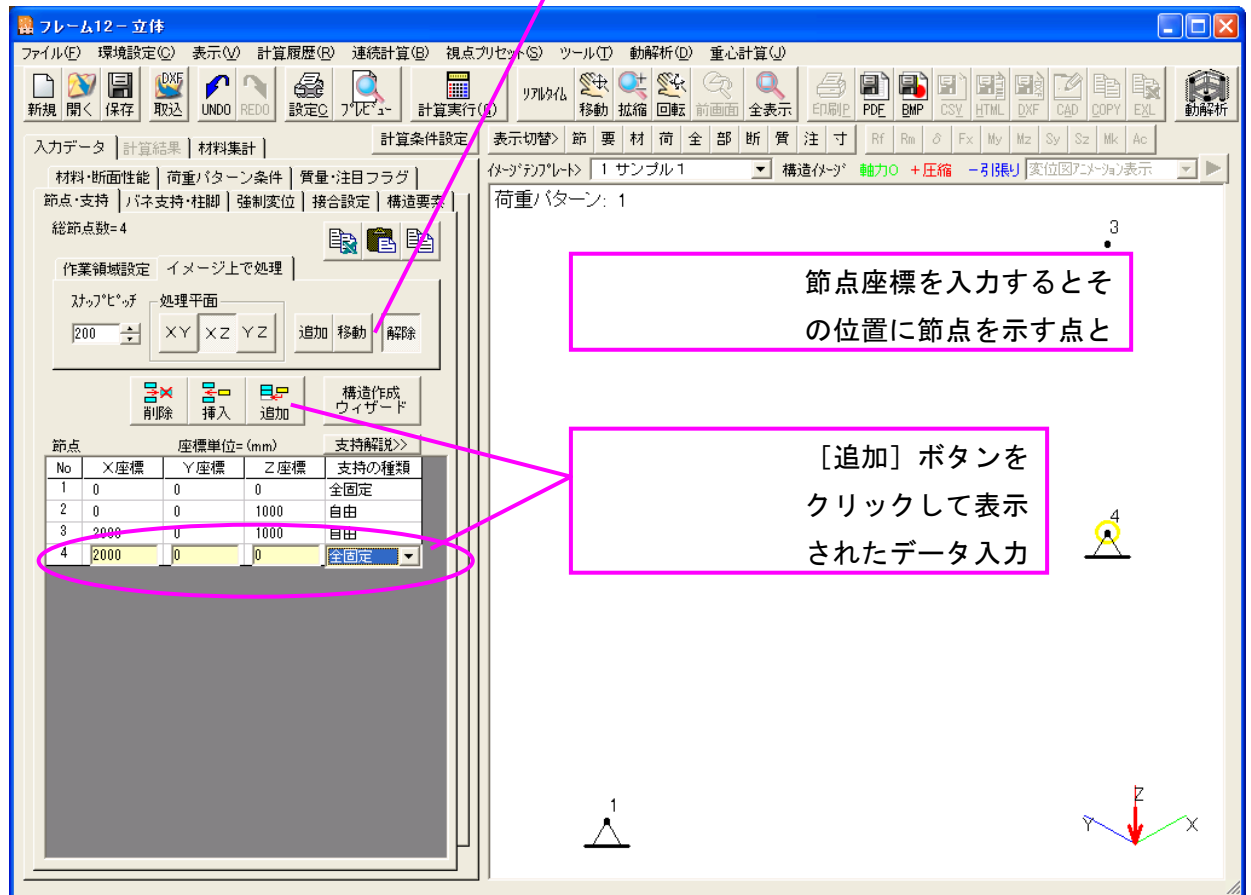 フレーム12－立体
ファイル(F) 環境設定(C) 表示(V) 計算履歴(R) 連続計算(B) 視点プリセット(S) ツール(T) 動解析(D) 重心計算(J)
新規 開く 保存 DXF 取込 UNDO REDO 設定C ﾌﾟﾚﾋﾞｭｰ 計算実行(G) ﾘｱﾙﾀｲﾑ 移動 拡縮 回転 前画面 全表示 印刷P PDF BMP CSV HTML DXF CAD COPY EXL 動解析
入力データ 計算結果 材料集計 計算条件設定 表示切替> 節 要 材 荷 全 部 断 質 注 寸 Rf Rm δ Fx My Mz Sy Sz Mk Ac
ｲﾒｰｼﾞﾃﾝﾌﾟﾚｰﾄ> 1 サンプル1 構造ｲﾒｰｼﾞ 軸力0 ＋圧縮 －引張り 変位図ｱﾆﾒｰｼｮﾝ表示
材料・断面性能 荷重パターン条件 質量・注目フラグ
節点・支持 バネ支持・柱脚 強制変位 接合設定 構造要素
荷重パターン: 1
総節点数=4
3
作業領域設定 イメージ上で処理
節点座標を入力するとそ
の位置に節点を示す点と
ｽﾅｯﾌﾟﾋﾟｯﾁ 処理平面
200 XY XZ YZ 追加 移動 解除
削除 挿入 追加 構造作成
ウィザード
節点 座標単位=(mm) 支持解説>>
No X座標 Y座標 Z座標 支持の種類
1 0 0 0 全固定
2 0 0 1000 自由
3 2000 0 1000 自由
4 2000 0 0 全固定
［追加］ボタンを
クリックして表示
されたデータ入力
4
1
Z
Y X